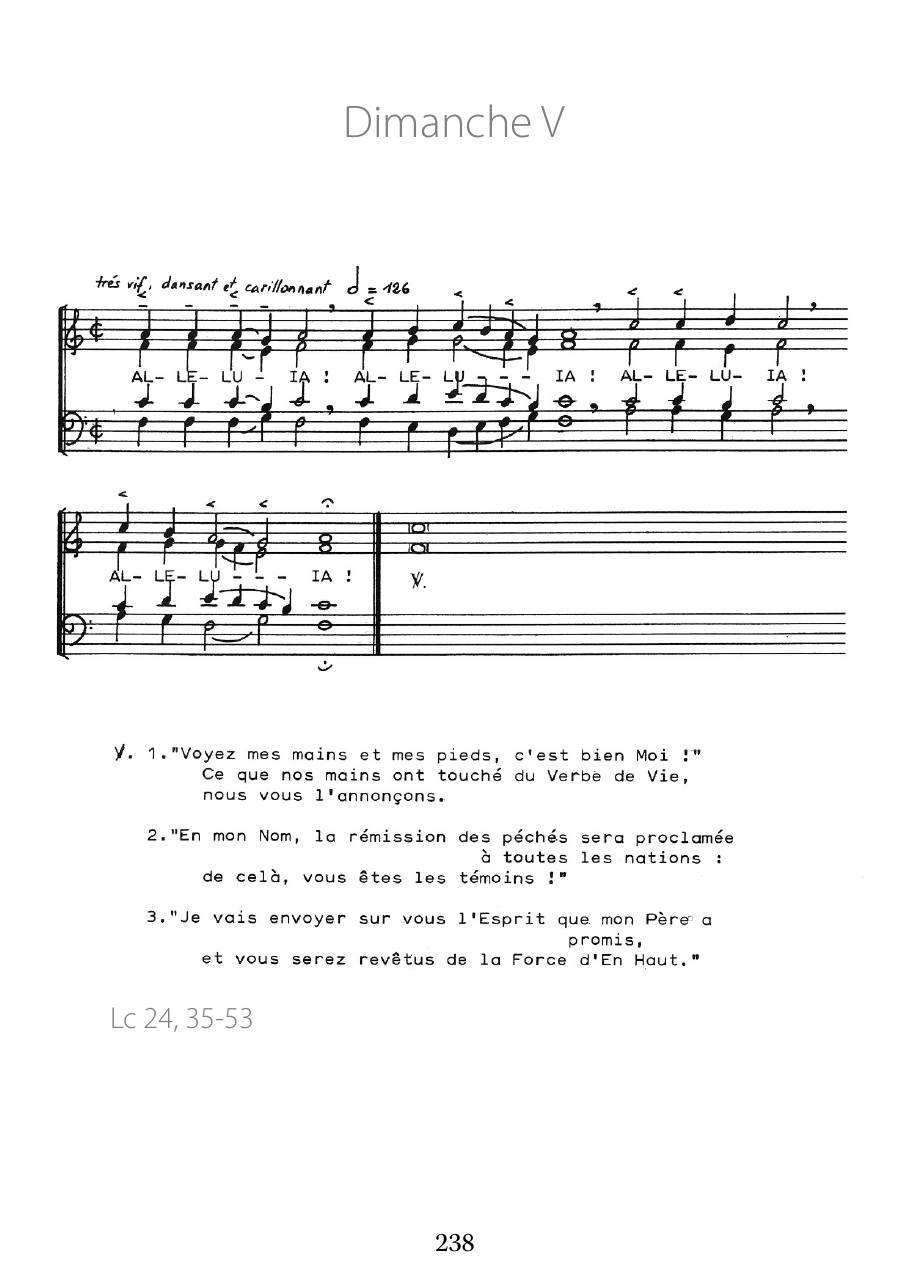 Dimanche V
trés vif, dansant et carillonnant 𝅗𝅥 = 126
AL- LE- LU - IA ! AL- LE- LU - - - IA ! AL- LE- LU- IA !
AL- LE- LU - - - IA ! ℣.
℣. 1."Voyez mes mains et mes pieds, c'est bien Moi !"
Ce que nos mains ont touché du Verbe de Vie,
nous vous l'annonçons.
2."En mon Nom, la rémission des péchés sera proclamée
à toutes les nations :
de celà, vous êtes les témoins !"
3."Je vais envoyer sur vous l'Esprit que mon Père a
promis,
et vous serez revêtus de la Force d'En Haut."
Lc 24, 35-53
238